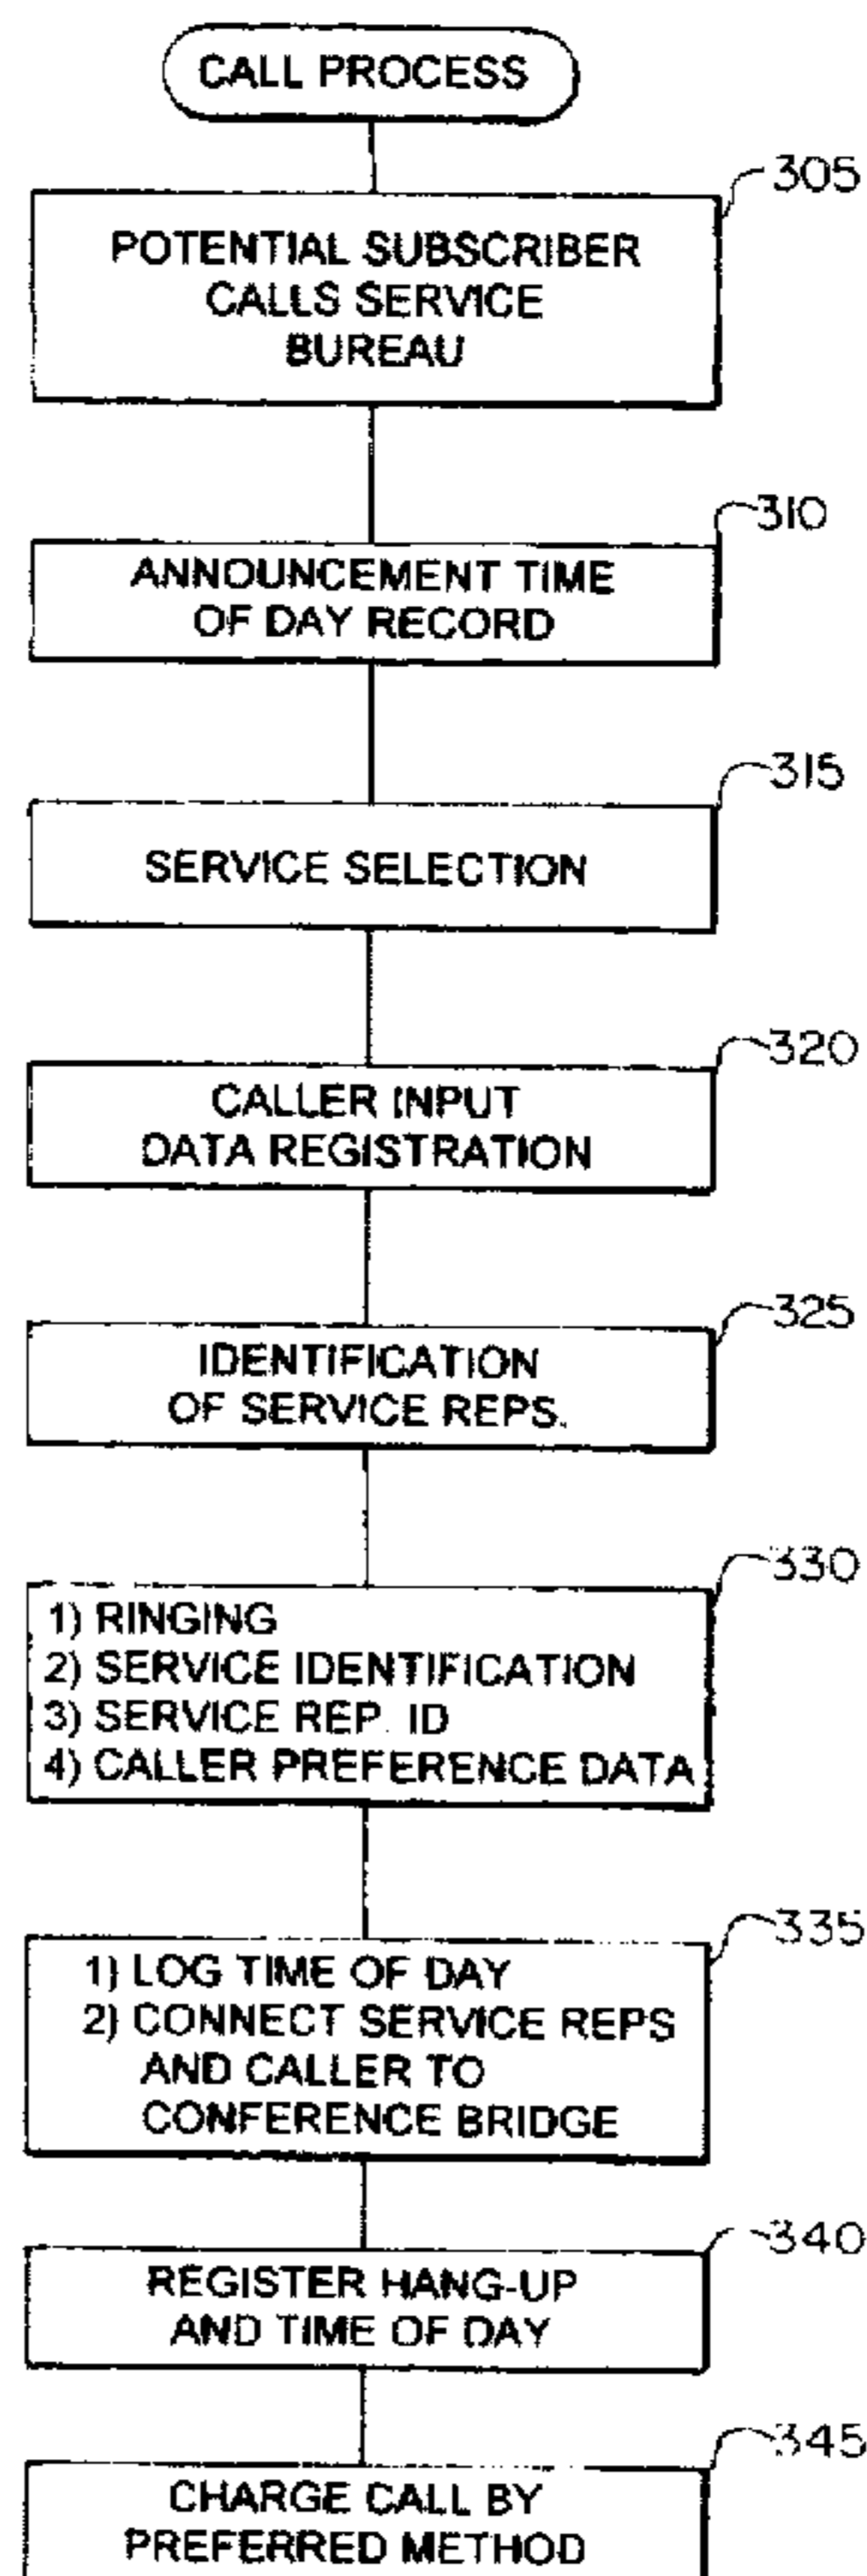 CALL PROCESS
305
POTENTIAL SUBSCRIBER
CALLS SERVICE
BUREAU
310
ANNOUNCEMENT TIME
OF DAY RECORD
315
SERVICE SELECTION
320
CALLER INPUT
DATA REGISTRATION
325
IDENTIFICATION
OF SERVICE REPS.
330
1) RINGING
2) SERVICE IDENTIFICATION
3) SERVICE REP. ID
4) CALLER PREFERENCE DATA
335
1) LOG TIME OF DAY
2) CONNECT SERVICE REPS
AND CALLER TO
CONFERENCE BRIDGE
340
REGISTER HANG-UP
AND TIME OF DAY
345
CHARGE CALL BY
PREFERRED METHOD